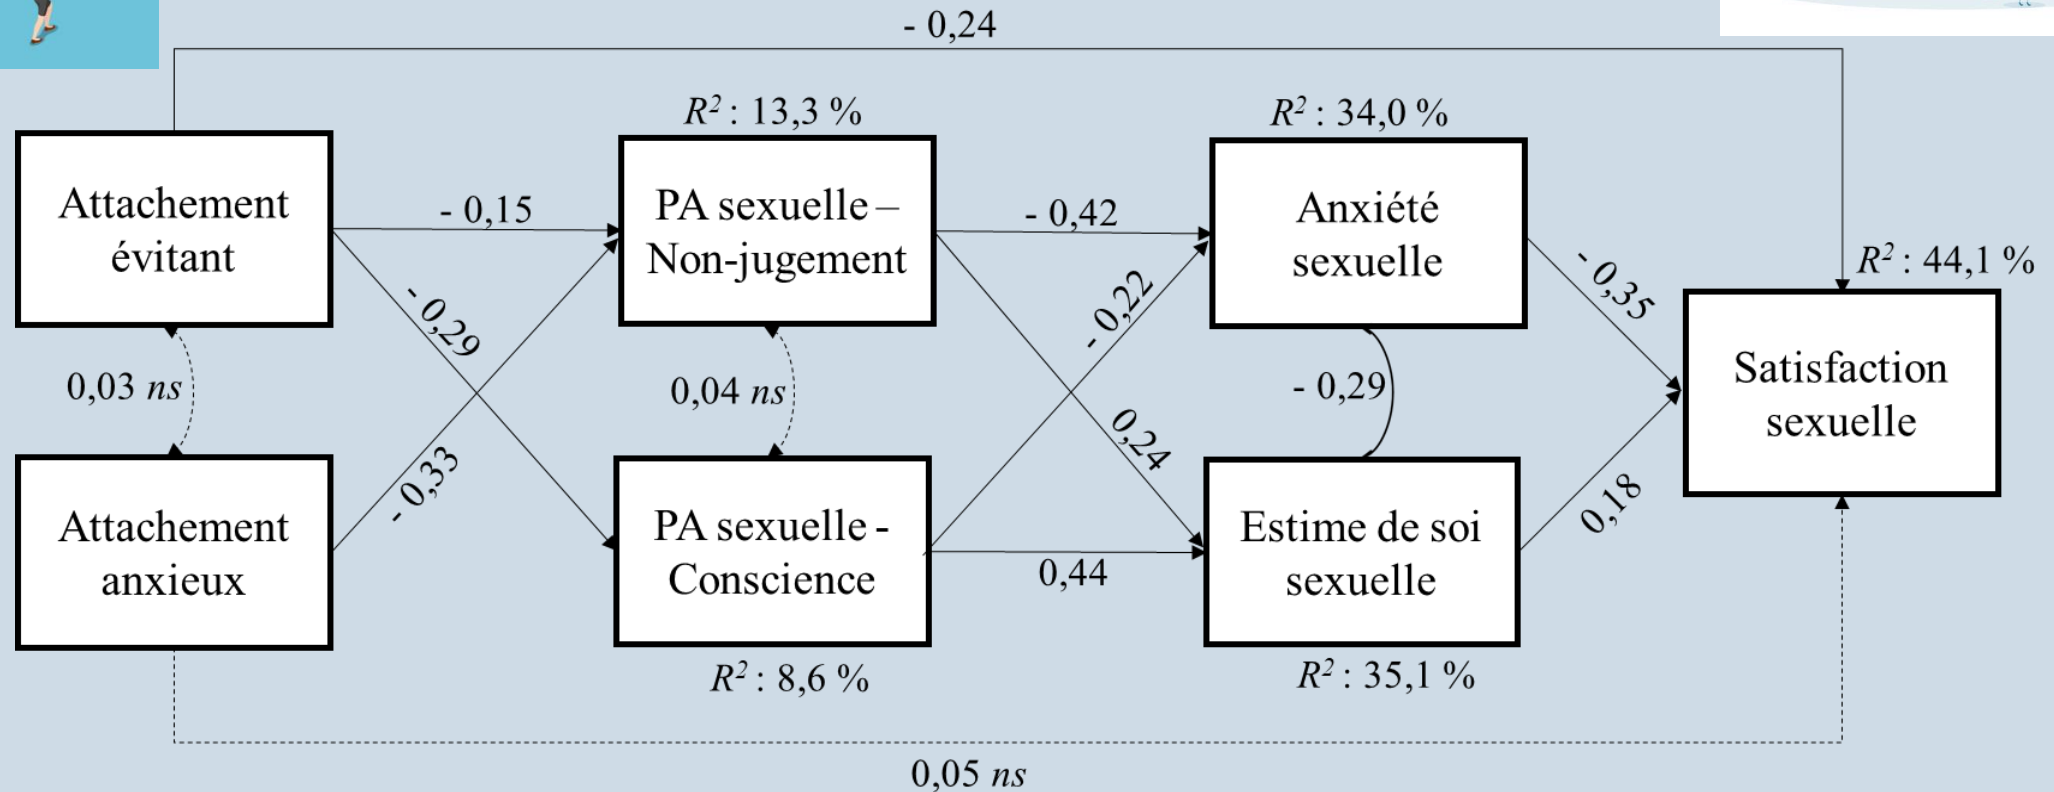 - 0,24
R² : 13,3 %
R² : 34,0 %
Attachement
évitant
- 0,15
PA sexuelle –
Non-jugement
- 0,42
Anxiété
sexuelle
- 0,35
R² : 44,1 %
- 0,29
- 0,22
0,03 ns
0,04 ns
- 0,29
Satisfaction
sexuelle
- 0,33
0,24
0,18
Attachement
anxieux
PA sexuelle -
Conscience
0,44
Estime de soi
sexuelle
R² : 8,6 %
R² : 35,1 %
0,05 ns